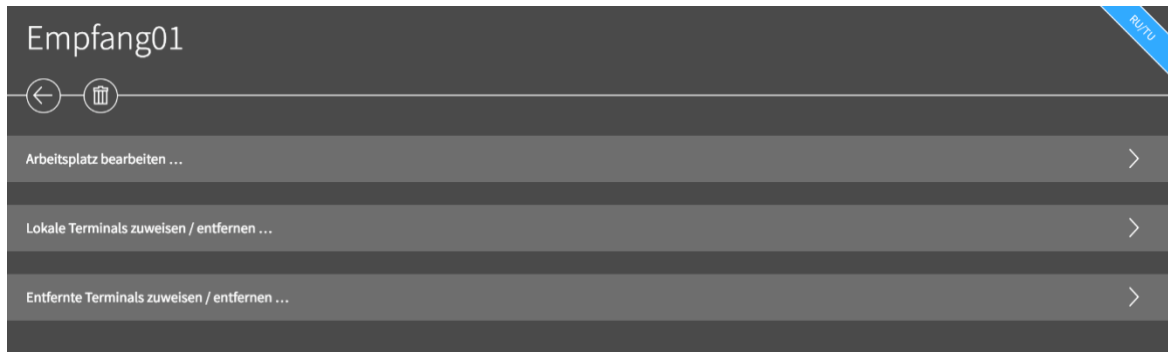 Empfang01
RU/TU
Arbeitsplatz bearbeiten ...
Lokale Terminals zuweisen / entfernen ...
Entfernte Terminals zuweisen / entfernen ...